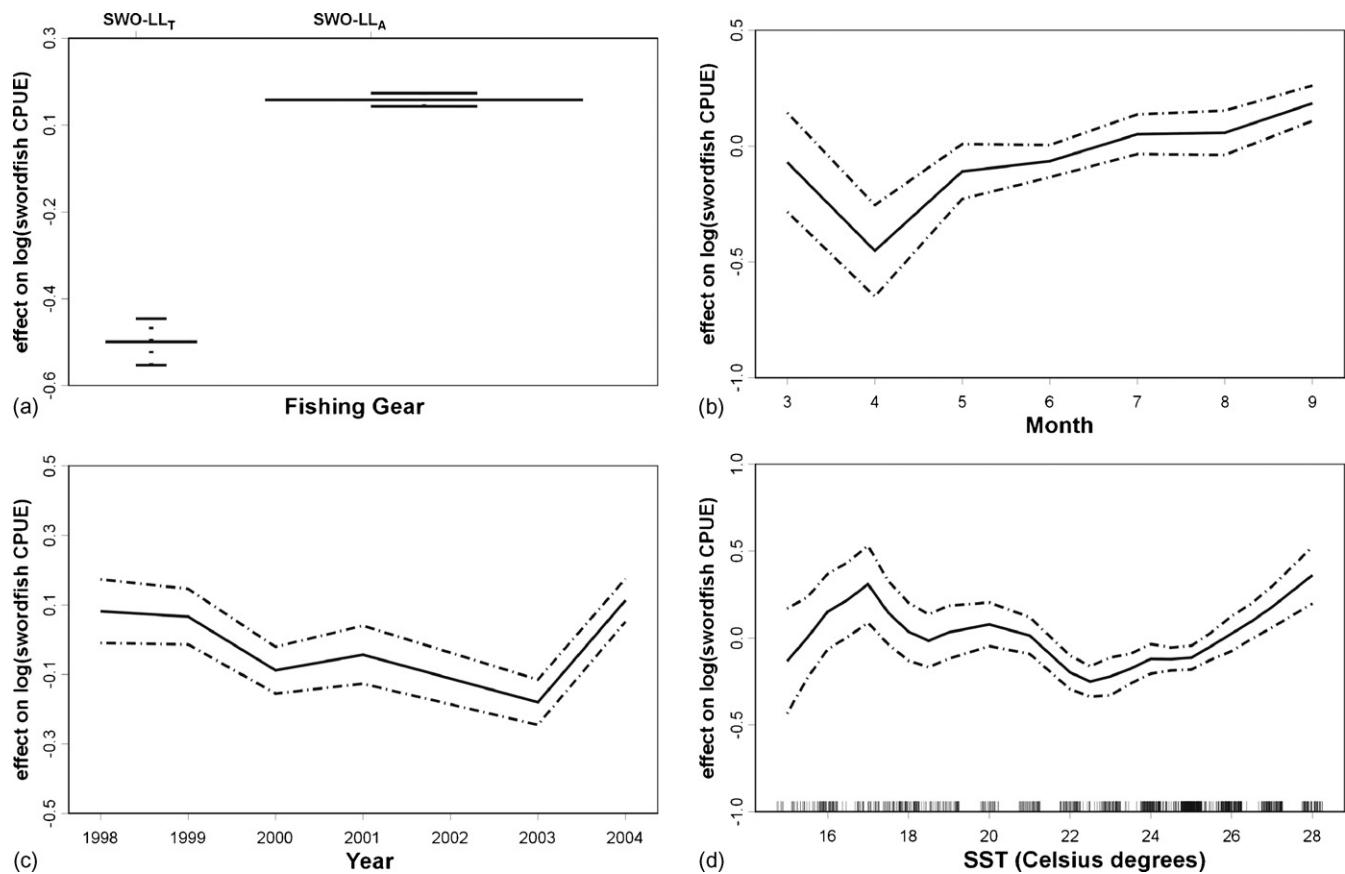 SWO-LLT SWO-LLA
effect on log(swordfish CPUE)
0.3
0.1
-0.2
-0.4
-0.6
(a) Fishing Gear
effect on log(swordfish CPUE)
0.5
0.0
-0.5
-1.0
3 4 5 6 7 8 9
(b) Month
effect on log(swordfish CPUE)
0.5
0.3
0.1
-0.1
-0.3
-0.5
1998 1999 2000 2001 2002 2003 2004
(c) Year
effect on log(swordfish CPUE)
1.0
0.5
0.0
-0.5
-1.0
16 18 20 22 24 26 28
(d) SST (Celsius degrees)